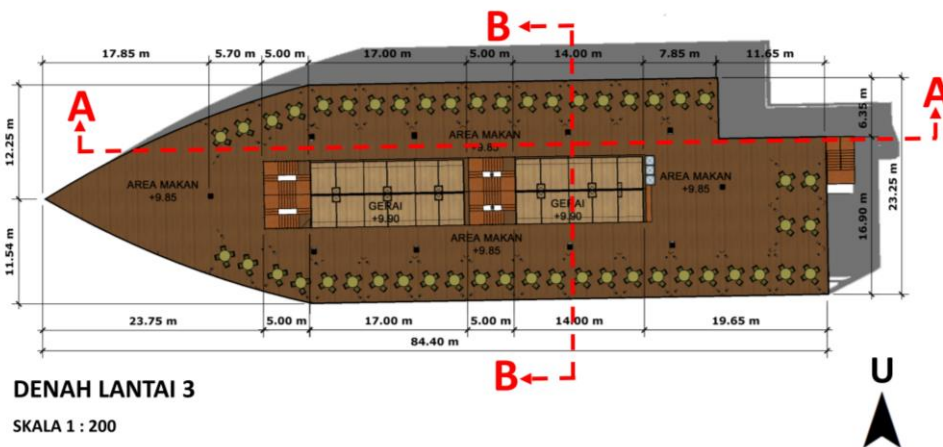 B
17.85 m
5.70 m
5.00 m
17.00 m
5.00 m
14.00 m
7.85 m
11.65 m
A
A
12.25 m
11.54 m
6.35 m
16.90 m
23.25 m
AREA MAKAN
+9.85
AREA MAKAN
+9.85
AREA MAKAN
+9.85
GERAI
+9.90
GERAI
+9.90
AREA MAKAN
+9.85
23.75 m
5.00 m
17.00 m
5.00 m
14.00 m
19.65 m
84.40 m
B
DENAH LANTAI 3
SKALA 1 : 200
U